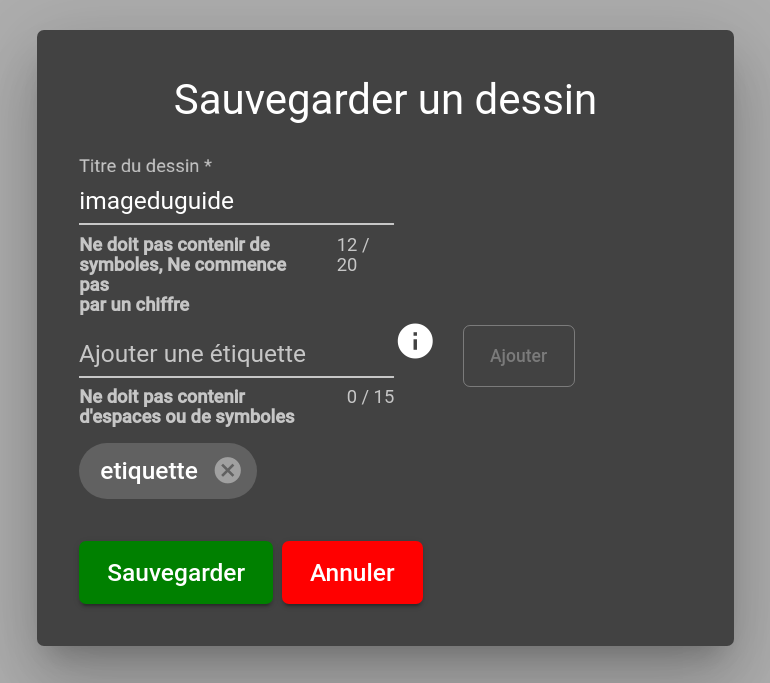 Sauvegarder un dessin
Titre du dessin *
imageduguide
Ne doit pas contenir de
symboles, Ne commence
pas
par un chiffre
12 /
20
Ajouter une étiquette
i
Ajouter
Ne doit pas contenir
d'espaces ou de symboles
0 / 15
etiquette
Sauvegarder
Annuler